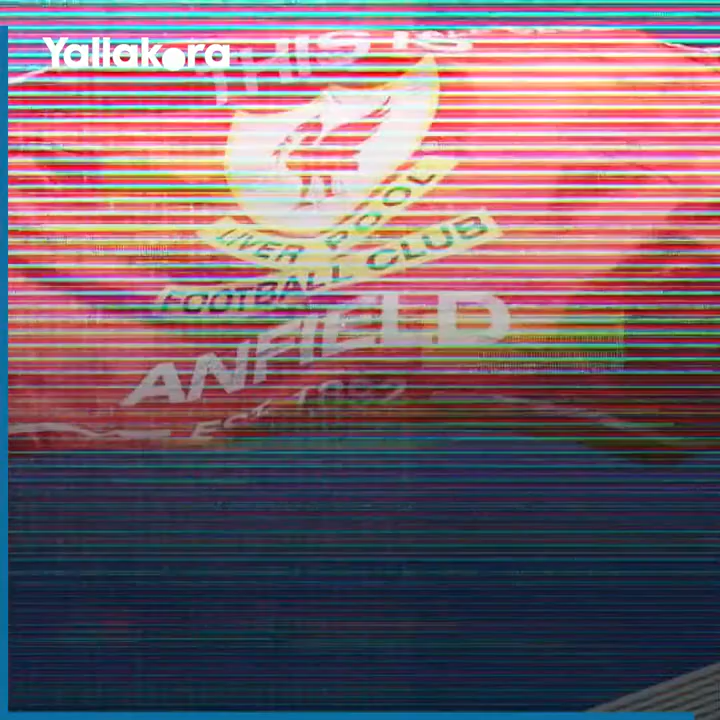 Yallakora
THIS IS
LIVERPOOL
FOOTBALL CLUB
ANFIELD